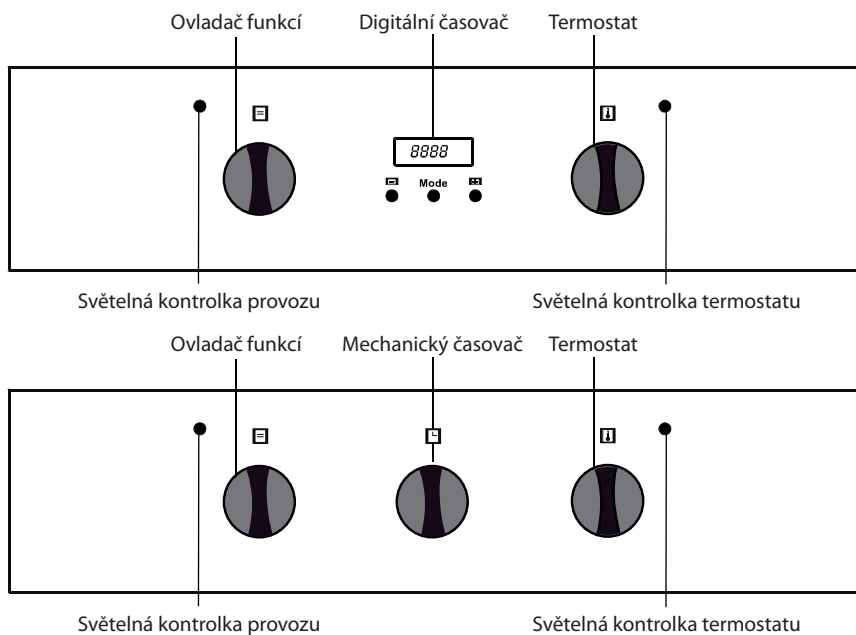 Ovladač funkcí Digitální časovač Termostat
8888
Mode
Světelná kontrolka provozu Světelná kontrolka termostatu
Ovladač funkcí Mechanický časovač Termostat
Světelná kontrolka provozu Světelná kontrolka termostatu